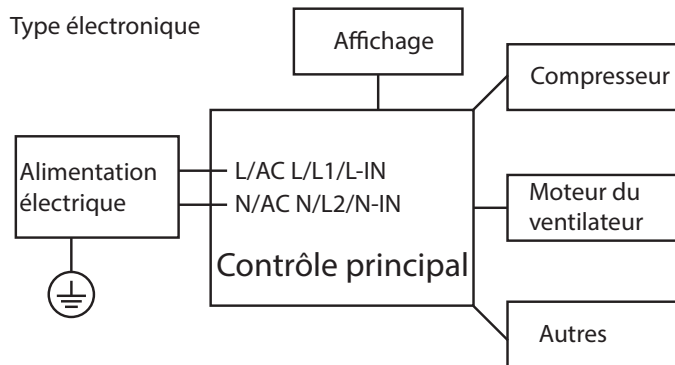 Type électronique
Affichage
Compresseur
Alimentation
électrique
L/AC L/L1/L-IN
N/AC N/L2/N-IN
Contrôle principal
Moteur du
ventilateur
Autres